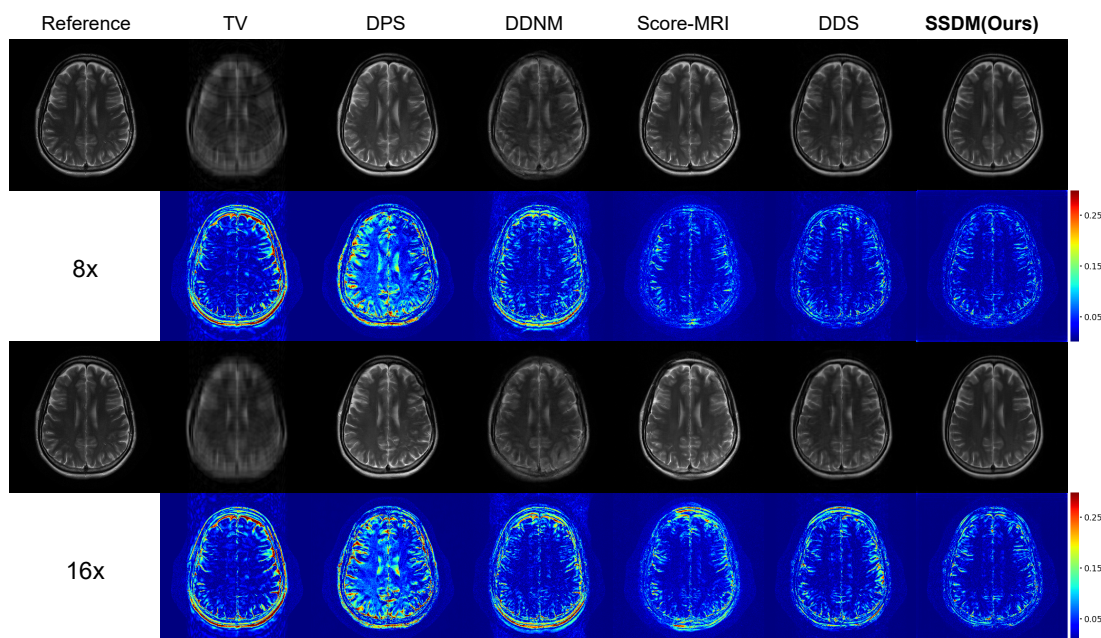 Reference TV DPS DDNM Score-MRI DDS SSDM(Ours)
8x
0.25
0.15
0.05
16x
0.25
0.15
0.05